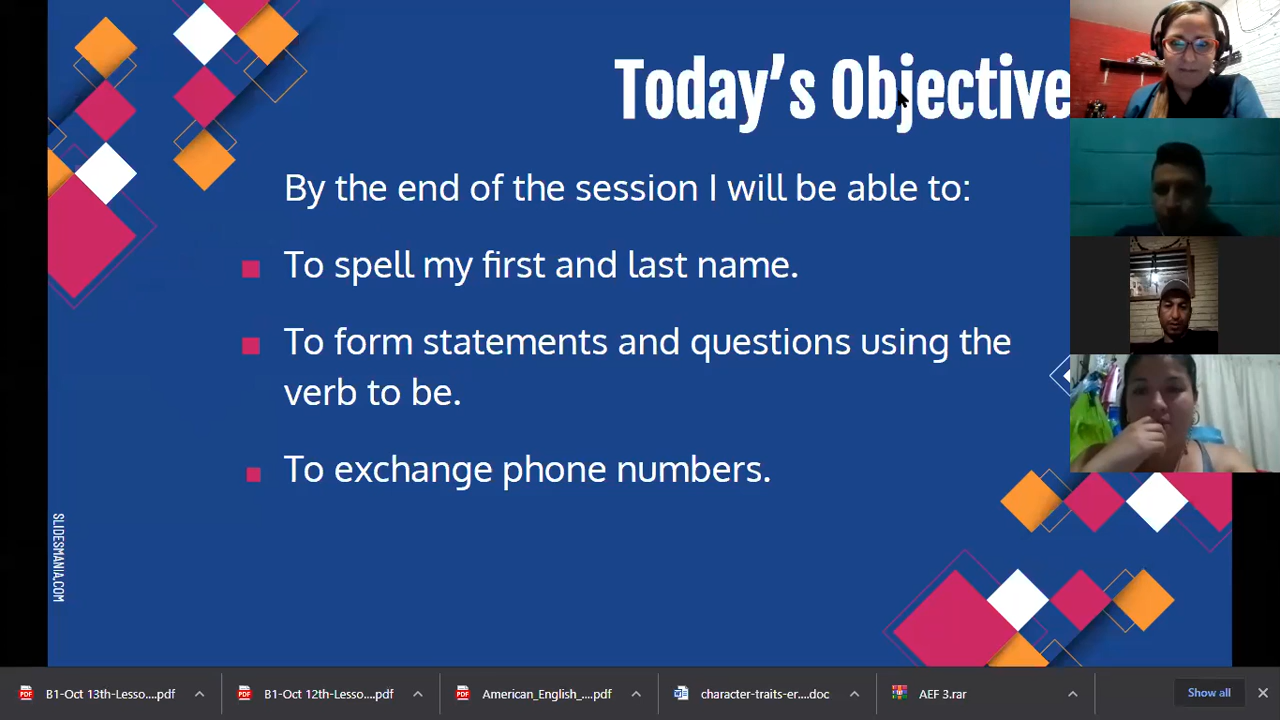 Today's Objective
By the end of the session I will be able to:
To spell my first and last name.
To form statements and questions using the
verb to be.
To exchange phone numbers.
SLIDESMANIA.COM
B1-Oct 13th-Lesso....pdf
B1-Oct 12th-Lesso....pdf
American_English_....pdf
character-traits-er....doc
AEF 3.rar
Show all